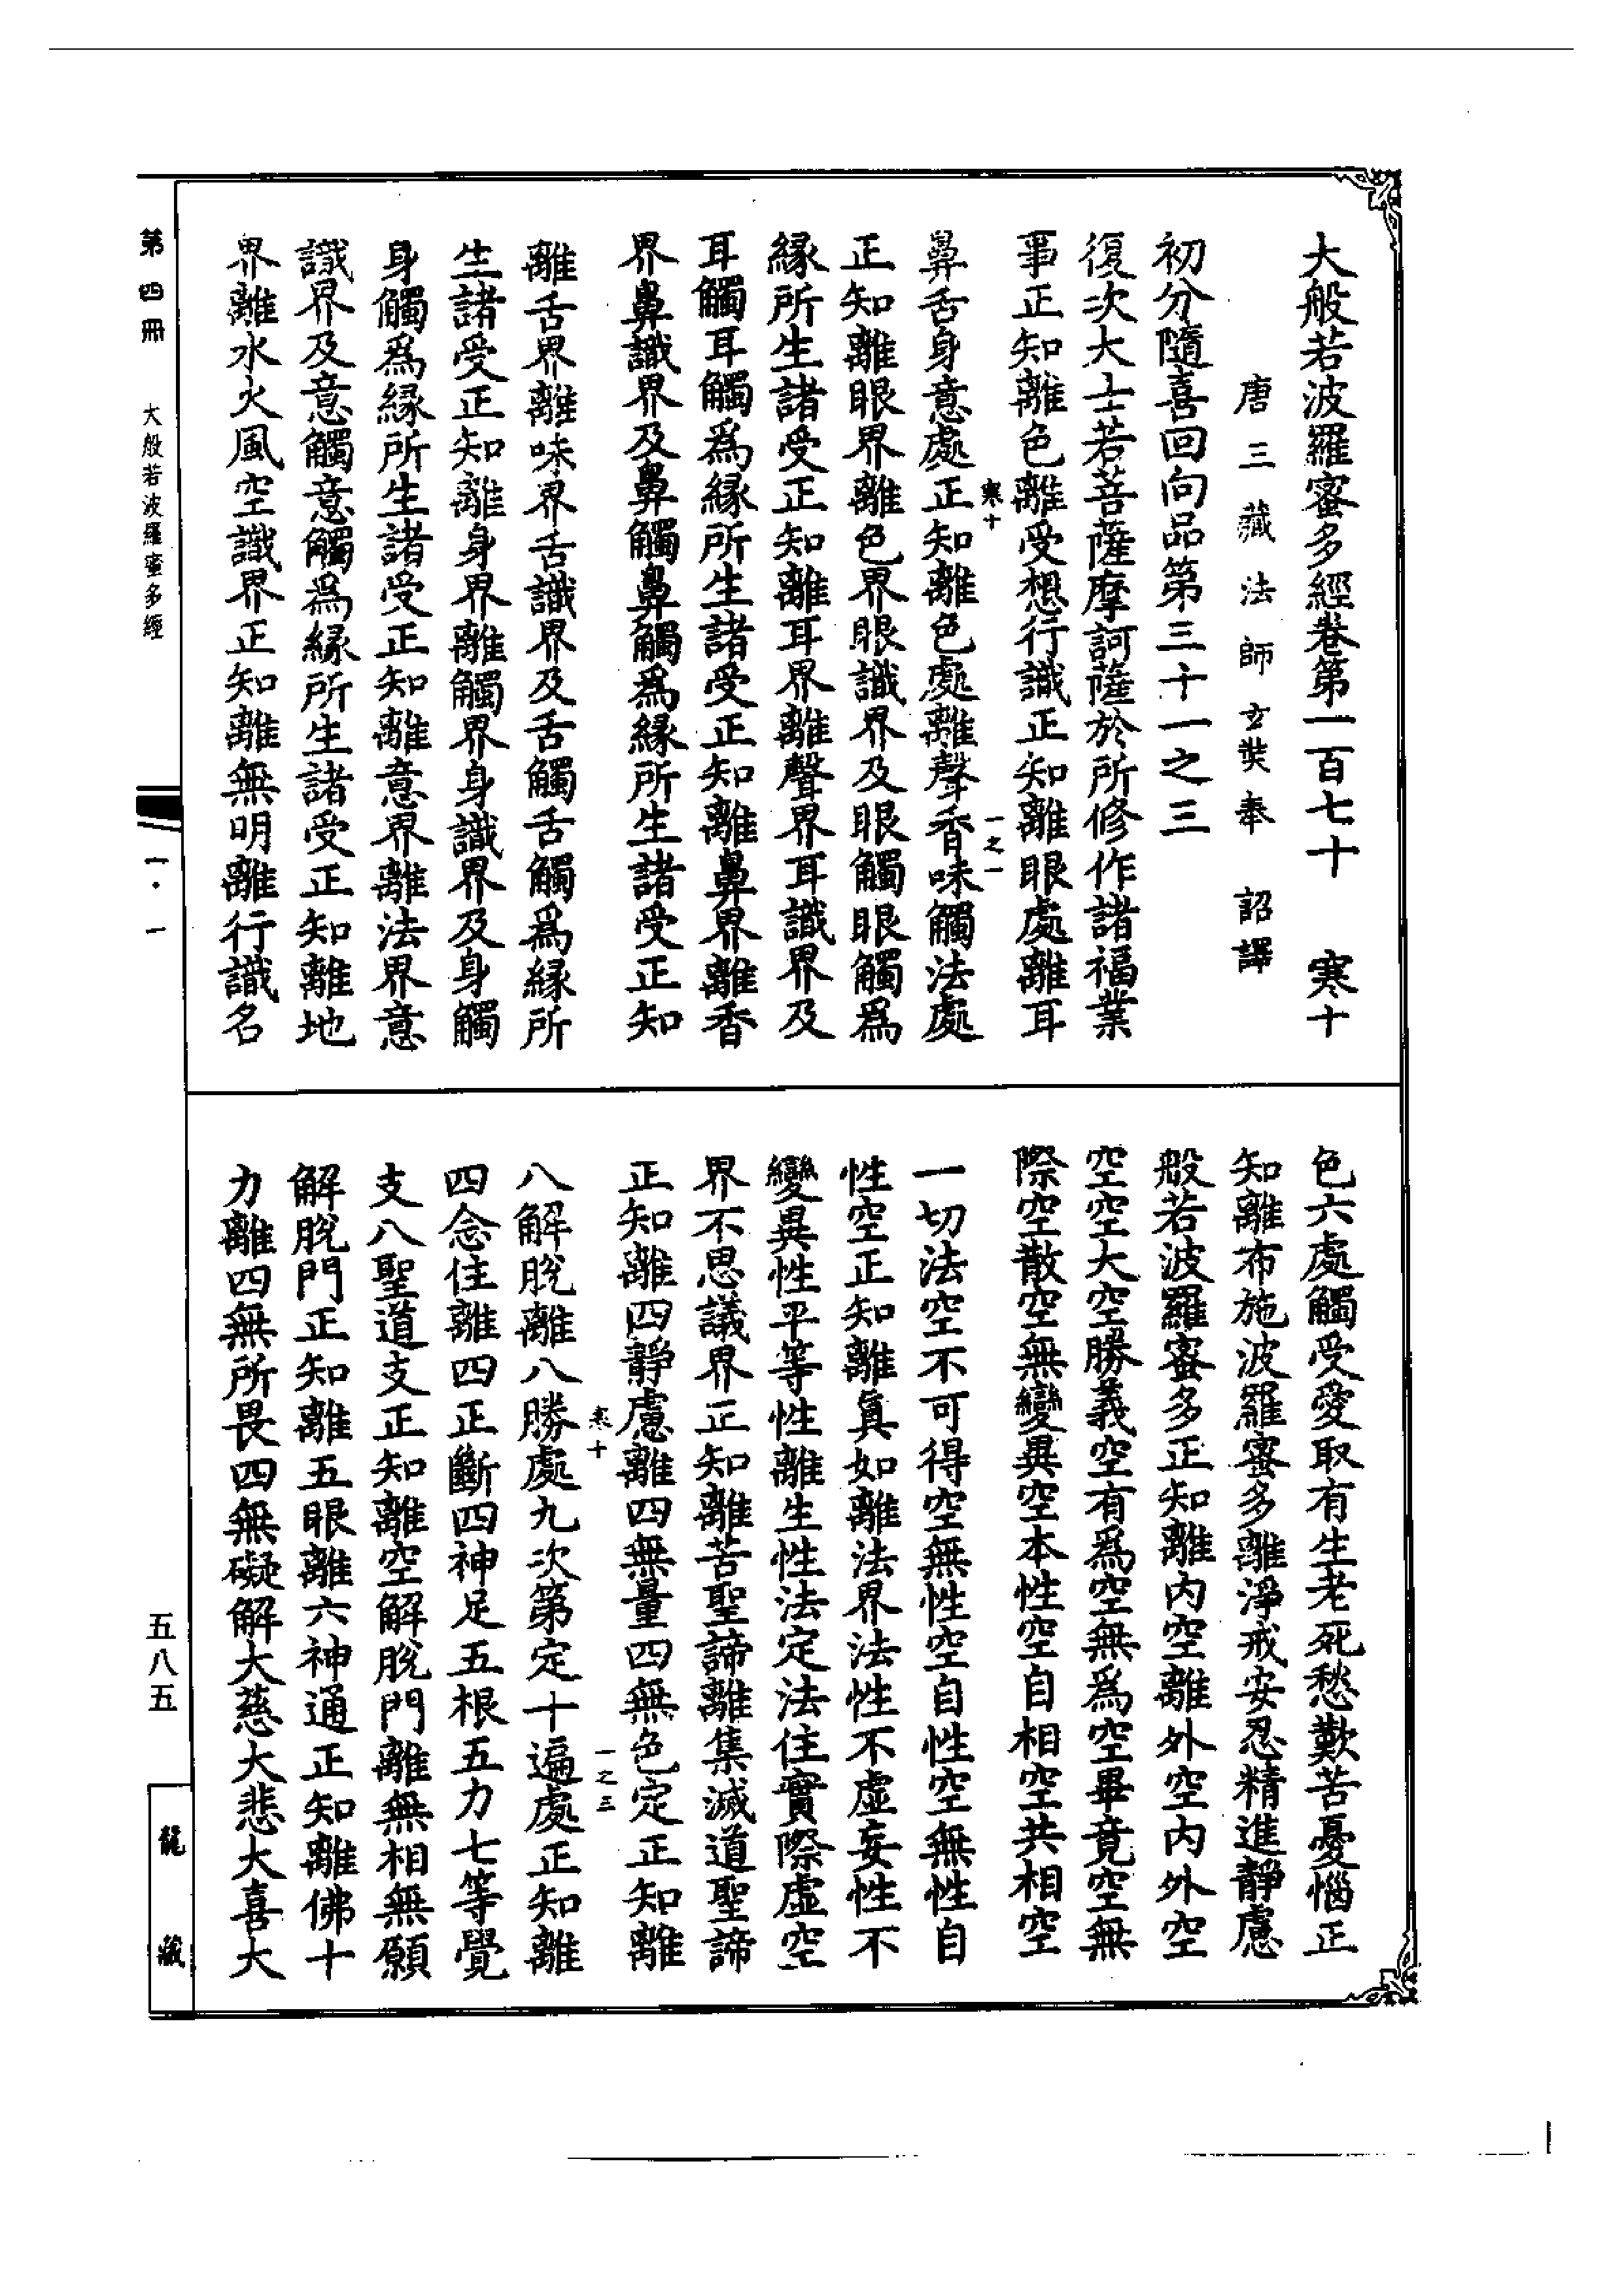 大般若波羅蜜多經卷第一百七十　寒十
唐三藏法師玄奘奉　詔譯
初分隨喜回向品第三十一之三
復次大士若菩薩摩訶薩於所修作諸福業
事正知離色離受想行識正知離眼處離耳
寒十　一之一
鼻舌身意處正知離色處離聲香味觸法處
正知離眼界離色界眼識界及眼觸眼觸爲
緣所生諸受正知離耳界離聲界耳識界及
耳觸耳觸爲緣所生諸受正知離鼻界離香
界鼻識界及鼻觸鼻觸爲緣所生諸受正知
離舌界離味界舌識界及舌觸舌觸爲緣所
生諸受正知離身界離觸界身識界及身觸
身觸爲緣所生諸受正知離意界離法界意
識界及意觸意觸爲緣所生諸受正知離地
界離水火風空識界正知離無明離行識名
色六處觸受愛取有生老死愁歎苦憂惱正
知離布施波羅蜜多離淨戒安忍精進靜慮
般若波羅蜜多正知離內空離外空內外空
空空大空勝義空有爲空無爲空畢竟空無
際空散空無變異空本性空自相空共相空
一切法空不可得空無性空自性空無性自
性空正知離眞如離法界法性不虛妄性不
變異性平等性離生性法定法住實際虛空
界不思議界正知離苦聖諦離集滅道聖諦
正知離四靜慮離四無量四無色定正知離
寒十　一之三
八解脫離八勝處九次第定十遍處正知離
四念住離四正斷四神足五根五力七等覺
支八聖道支正知離空解脫門離無相無願
解脫門正知離五眼離六神通正知離佛十
力離四無所畏四無礙解大慈大悲大喜大
第四冊　大般若波羅蜜多經　一・一　五八五　龍藏